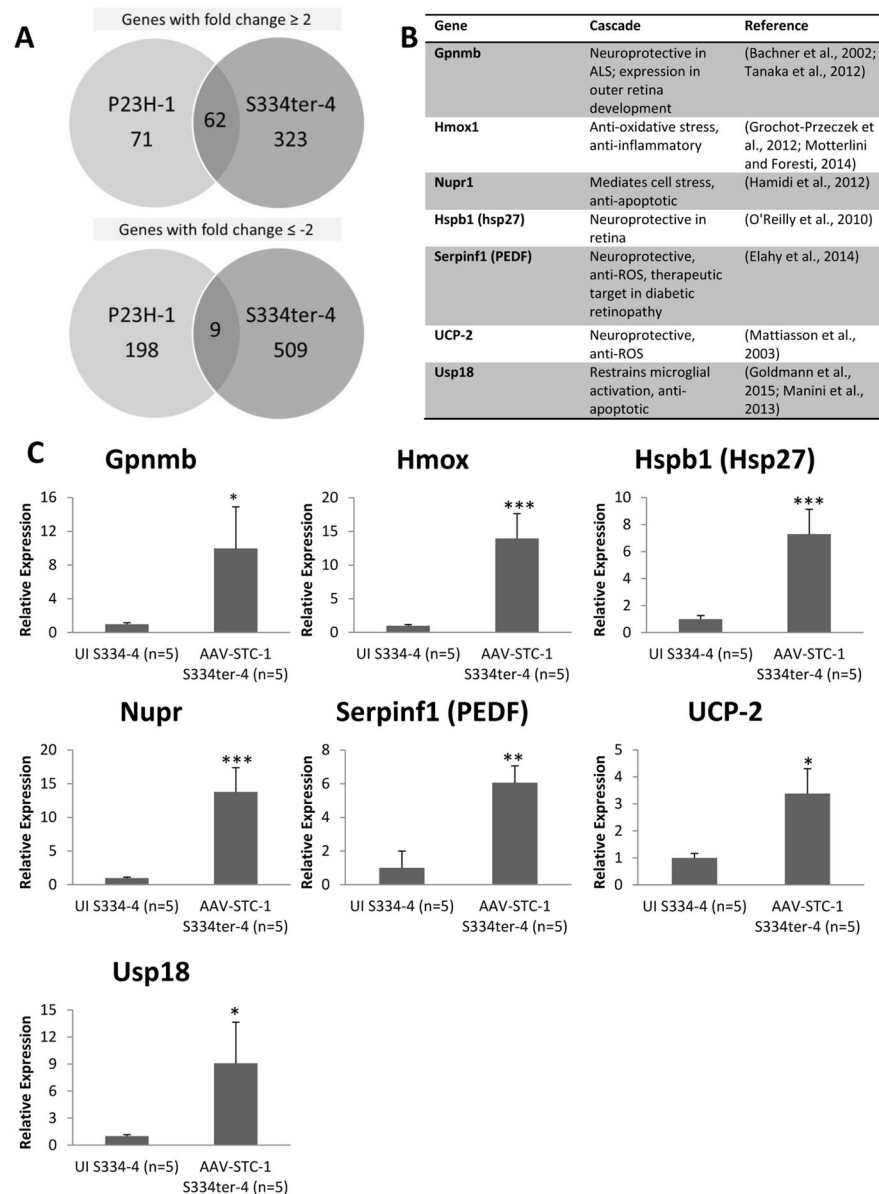 A
Genes with fold change ≥ 2
P23H-1
71
62
S334ter-4
323
Genes with fold change ≤ -2
P23H-1
198
9
S334ter-4
509
B
Gene Cascade Reference
Gpnmb Neuroprotective in (Bachner et al., 2002;
ALS; expression in Tanaka et al., 2012)
outer retina
development
Hmox1 Anti-oxidative stress, (Grochot-Przeczek et
anti-inflammatory al., 2012; Motterlini
and Foresti, 2014)
Nupr1 Mediates cell stress, (Hamidi et al., 2012)
anti-apoptotic
Hspb1 (hsp27) Neuroprotective in (O'Reilly et al., 2010)
retina
Serpinf1 (PEDF) Neuroprotective, (Elahy et al., 2014)
anti-ROS, therapeutic
target in diabetic
retinopathy
UCP-2 Neuroprotective, (Mattiasson et al.,
anti-ROS 2003)
Usp18 Restrains microglial (Goldmann et al.,
activation, anti- 2015; Manini et al.,
apoptotic 2013)
C
Gpnmb
Relative Expression
16
12
8
4
0
*
UI S334-4 (n=5) AAV-STC-1
S334ter-4 (n=5)
Hmox
Relative Expression
20
15
10
5
0
***
UI S334-4 (n=5) AAV-STC-1
S334ter-4 (n=5)
Hspb1 (Hsp27)
Relative Expression
10
8
6
4
2
0
***
UI S334-4 (n=5) AAV-STC-1
S334ter-4 (n=5)
Nupr
Relative Expression
20
15
10
5
0
***
UI S334-4 (n=5) AAV-STC-1
S334ter-4 (n=5)
Serpinf1 (PEDF)
Relative Expression
8
6
4
2
0
**
UI S334-4 (n=5) AAV-STC-1
S334ter-4 (n=5)
UCP-2
Relative Expression
5
4
3
2
1
0
*
UI S334-4 (n=5) AAV-STC-1
S334ter-4 (n=5)
Usp18
Relative Expression
15
12
9
6
3
0
*
UI S334-4 (n=5) AAV-STC-1
S334ter-4 (n=5)